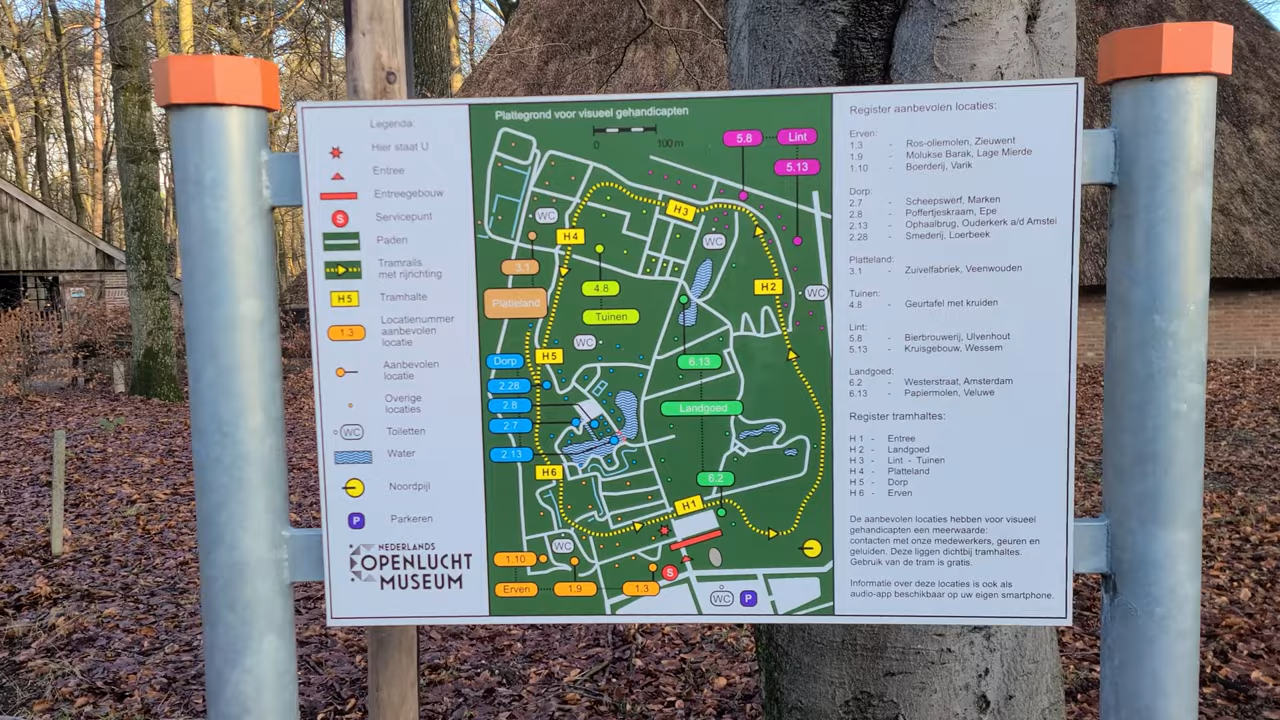 Legenda:
Hier staat U
Entree
Entreegebouw
S
Servicepunt
Paden
Tramrails
met rijrichting
H5
Tramhalte
1.3
Locatienummer
aanbevolen
locatie
Aanbevolen
locatie
Overige
locaties
WC
Toiletten
Water
Noordpijl
P
Parkeren
NEDERLANDS
OPENLUCHT
MUSEUM
Plattegrond voor visueel gehandicapten
0 100 m
5.8
Lint
5.13
H3
WC
H4
WC
3.1
4.8
H2
WC
Platteland
Tuinen
WC
H5
Dorp
6.13
2.28
2.8
Landgoed
2.7
2.13
H6
6.2
H1
WC
1.10
S
Erven
1.9
1.3
WC
P
Register aanbevolen locaties:
Erven:
1.3 - Ros-oliemolen, Zieuwent
1.9 - Molukse Barak, Lage Mierde
1.10 - Boerderij, Varik
Dorp:
2.7 - Scheepswerf, Marken
2.8 - Poffertjeskraam, Epe
2.13 - Ophaalbrug, Ouderkerk a/d Amstel
2.28 - Smederij, Loerbeek
Platteland:
3.1 - Zuivelfabriek, Veenwouden
Tuinen:
4.8 - Geurtafel met kruiden
Lint:
5.8 - Bierbrouwerij, Ulvenhout
5.13 - Kruisgebouw, Wessem
Landgoed:
6.2 - Westerstraat, Amsterdam
6.13 - Papiermolen, Veluwe
Register tramhaltes:
H 1 - Entree
H 2 - Landgoed
H 3 - Lint - Tuinen
H 4 - Platteland
H 5 - Dorp
H 6 - Erven
De aanbevolen locaties hebben voor visueel
gehandicapten een meerwaarde:
contacten met onze medewerkers, geuren en
geluiden. Deze liggen dichtbij tramhaltes.
Gebruik van de tram is gratis.
Informatie over deze locaties is ook als
audio-app beschikbaar op uw eigen smartphone.